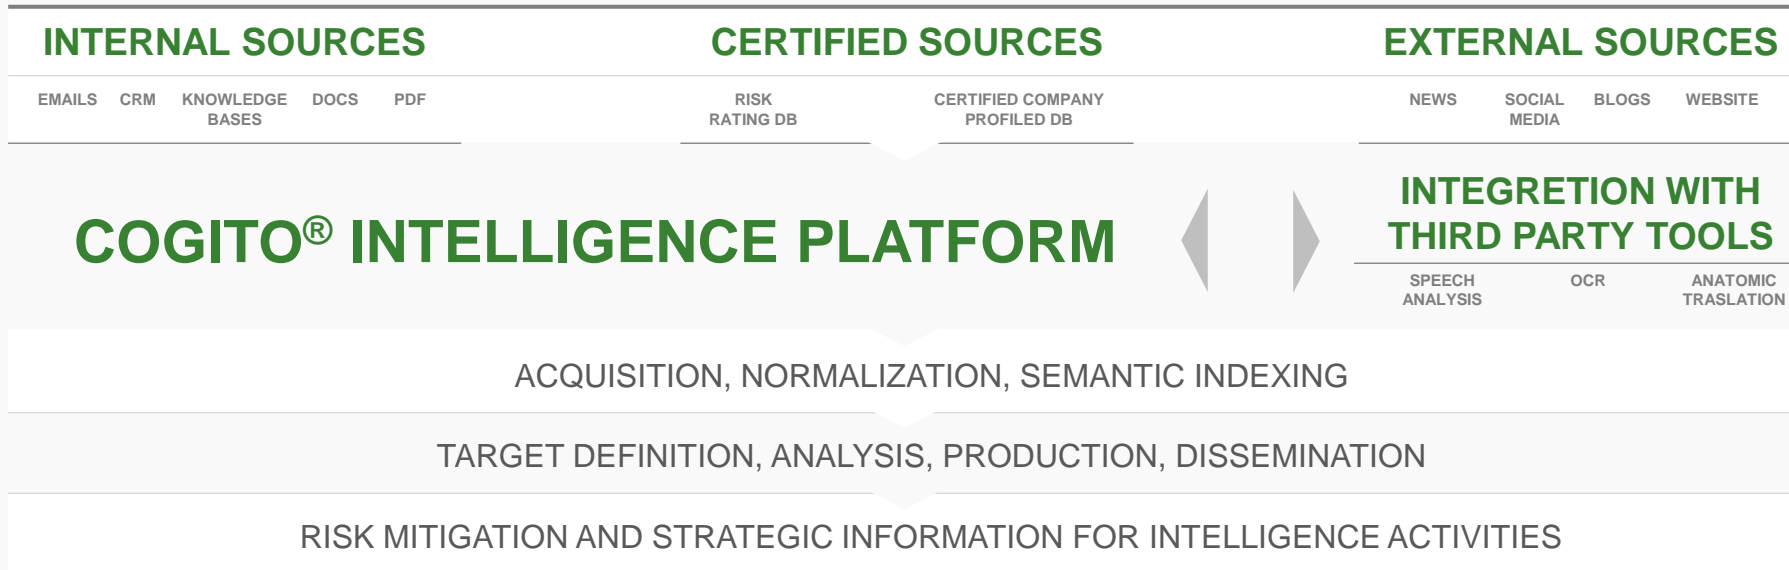 INTERNAL SOURCES
CERTIFIED SOURCES
EXTERNAL SOURCES
EMAILS CRM KNOWLEDGE DOCS PDF
BASES
RISK
RATING DB
CERTIFIED COMPANY
PROFILED DB
NEWS SOCIAL BLOGS WEBSITE
MEDIA
COGITO® INTELLIGENCE PLATFORM
INTEGRETION WITH
THIRD PARTY TOOLS
SPEECH
ANALYSIS
OCR
ANATOMIC
TRASLATION
ACQUISITION, NORMALIZATION, SEMANTIC INDEXING
TARGET DEFINITION, ANALYSIS, PRODUCTION, DISSEMINATION
RISK MITIGATION AND STRATEGIC INFORMATION FOR INTELLIGENCE ACTIVITIES